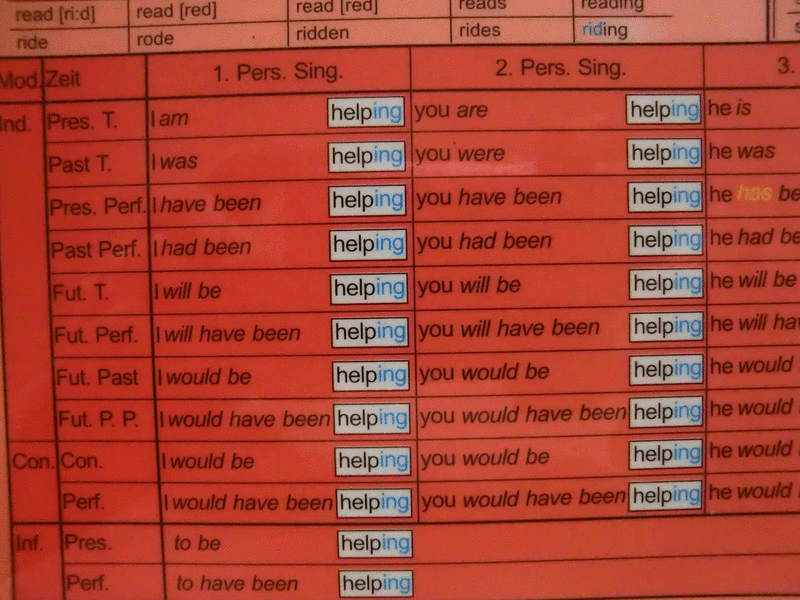 read [ri:d] read [red] read [red] reads reading
ride rode ridden rides riding
Mod. Zeit 1. Pers. Sing. 2. Pers. Sing. 3.
Ind. Pres. T. I am helping you are helping he is
Past T. I was helping you were helping he was
Pres. Perf. I have been helping you have been helping he has be
Past Perf. I had been helping you had been helping he had be
Fut. T. I will be helping you will be helping he will be
Fut. Perf. I will have been helping you will have been helping he will hav
Fut. Past I would be helping you would be helping he would
Fut. P. P. I would have been helping you would have been helping he would
Con. Con. I would be helping you would be helping he would
Perf. I would have been helping you would have been helping he would
Inf. Pres. to be helping
Perf. to have been helping